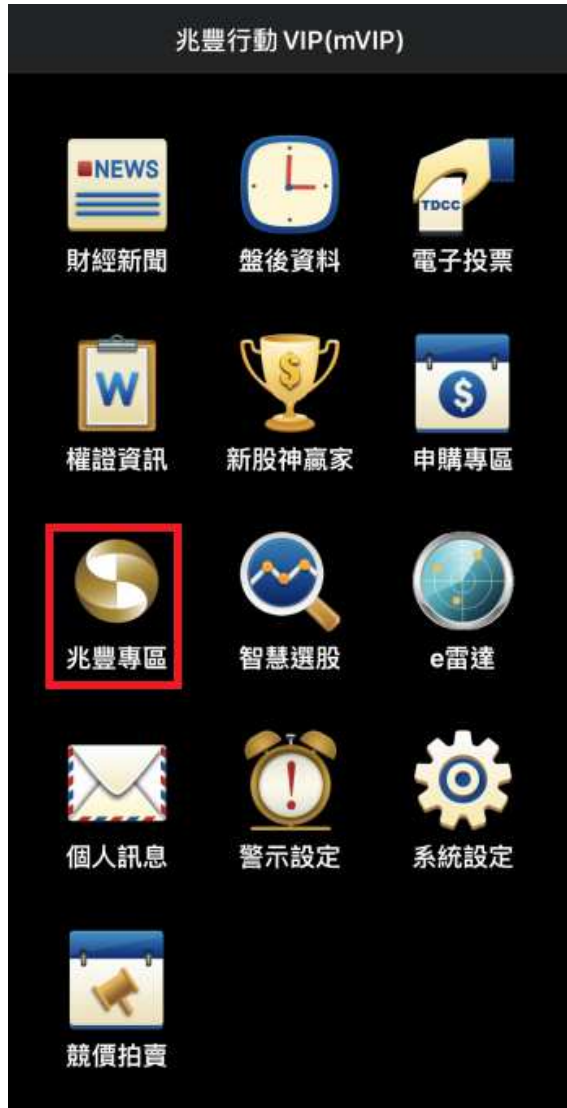 兆豐行動 VIP(mVIP)
NEWS
TDCC
財經新聞 盤後資料 電子投票
W
$
$
權證資訊 新股神贏家 申購專區
兆豐專區 智慧選股 e雷達
個人訊息 警示設定 系統設定
競價拍賣